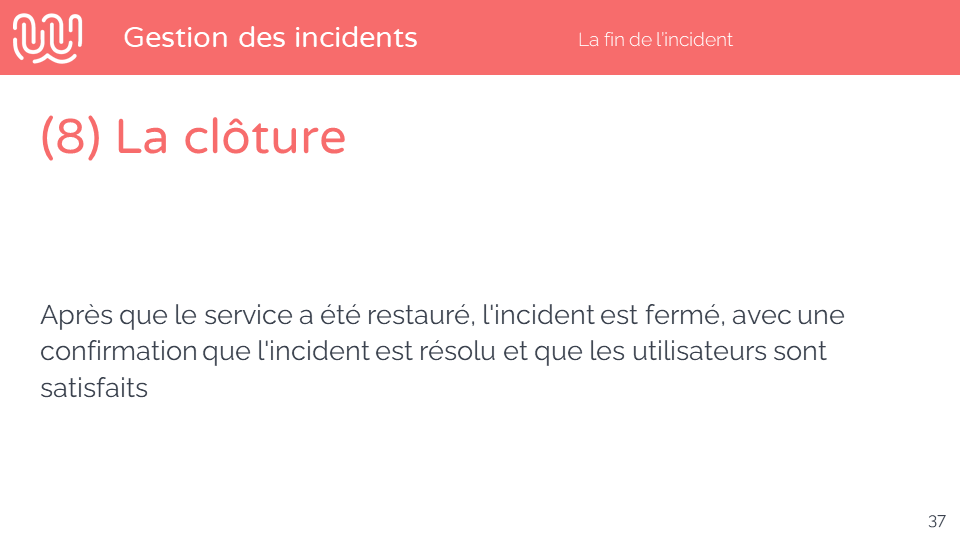 Gestion des incidents
La fin de l'incident
(8) La clôture
Après que le service a été restauré, l'incident est fermé, avec une
confirmation que l'incident est résolu et que les utilisateurs sont
satisfaits
37